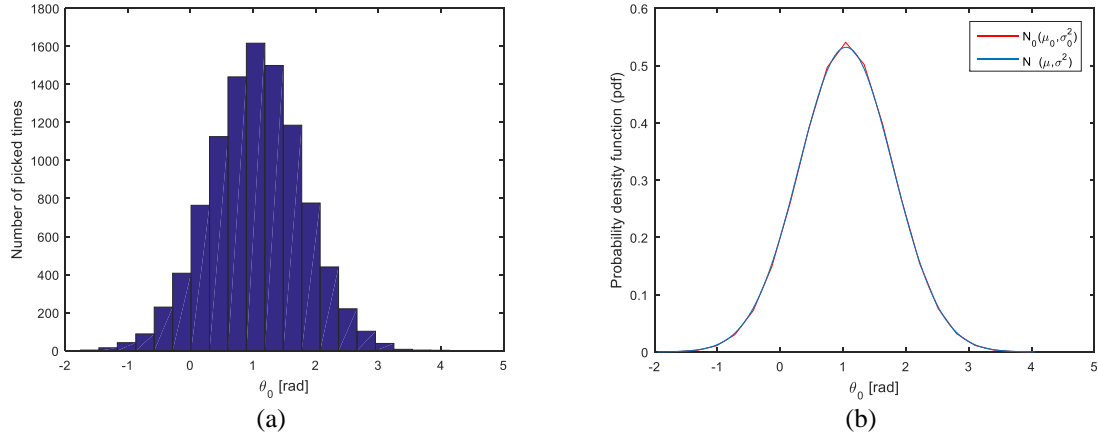 1800
1600
1400
1200
1000
800
600
400
200
0
Number of picked times
-2 -1 0 1 2 3 4 5
θ0 [rad]
(a)
0.6
0.5
0.4
0.3
0.2
0.1
0
Probability density function (pdf)
N0(μ0,σ0²)
N (μ,σ²)
-2 -1 0 1 2 3 4 5
θ0 [rad]
(b)